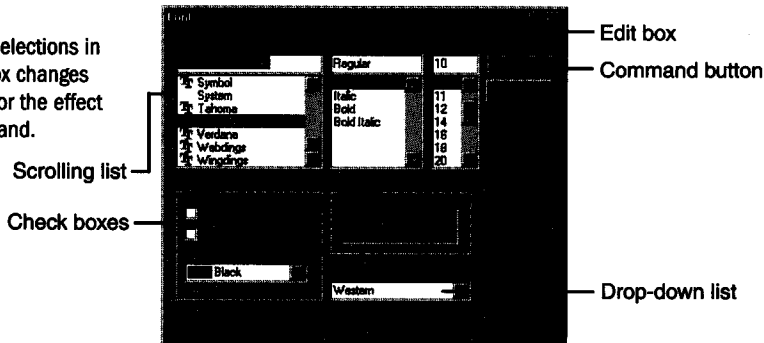 elections in
ox changes
or the effect
and.
Scrolling list
Check boxes
Font
Regular
10
Symbol
System
Tahoma
Verdana
Webdings
Wingdings
Italic
Bold
Bold Italic
11
12
14
16
18
20
Black
Western
Edit box
Command button
Drop-down list